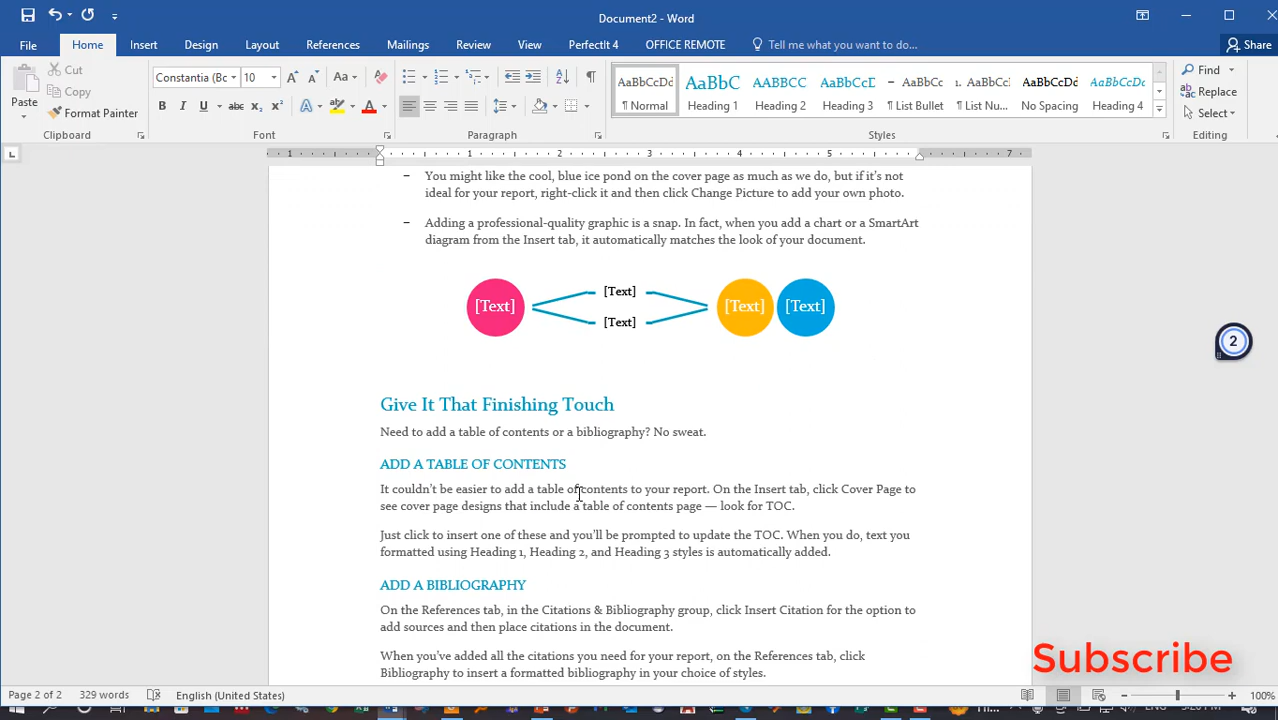 Document2 - Word
File Home Insert Design Layout References Mailings Review View PerfectIt 4 OFFICE REMOTE Tell me what you want to do... Share
Paste
Cut
Copy
Format Painter
Clipboard
Constantia (Bc 10
Font
Paragraph
AaBbCcDd AaBbC AABBCC AaBbCcE AaBbCcI AaBbCcI AaBbCcDd AaBbCcDd
¶ Normal Heading 1 Heading 2 Heading 3 ¶ List Bullet ¶ List Nu... No Spacing Heading 4
Styles
Find
Replace
Select
Editing
1 1 2 3 4 5 7
– You might like the cool, blue ice pond on the cover page as much as we do, but if it’s not
ideal for your report, right-click it and then click Change Picture to add your own photo.
– Adding a professional-quality graphic is a snap. In fact, when you add a chart or a SmartArt
diagram from the Insert tab, it automatically matches the look of your document.
[Text] [Text] [Text] [Text]
[Text]
2
Give It That Finishing Touch
Need to add a table of contents or a bibliography? No sweat.
ADD A TABLE OF CONTENTS
It couldn’t be easier to add a table of contents to your report. On the Insert tab, click Cover Page to
see cover page designs that include a table of contents page — look for TOC.
Just click to insert one of these and you’ll be prompted to update the TOC. When you do, text you
formatted using Heading 1, Heading 2, and Heading 3 styles is automatically added.
ADD A BIBLIOGRAPHY
On the References tab, in the Citations & Bibliography group, click Insert Citation for the option to
add sources and then place citations in the document.
When you’ve added all the citations you need for your report, on the References tab, click
Bibliography to insert a formatted bibliography in your choice of styles.
Subscribe
Page 2 of 2 329 words English (United States) 100%